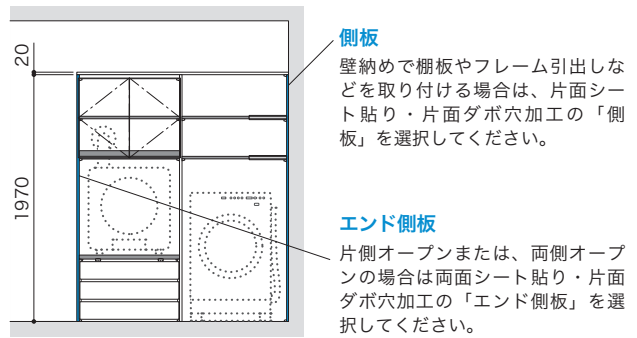 20
1970
側板
壁納めで棚板やフレーム引出しな
どを取り付ける場合は、片面シー
ト貼り・片面ダボ穴加工の「側
板」を選択してください。
エンド側板
片側オープンまたは、両側オープ
ンの場合は両面シート貼り・片面
ダボ穴加工の「エンド側板」を選
択してください。